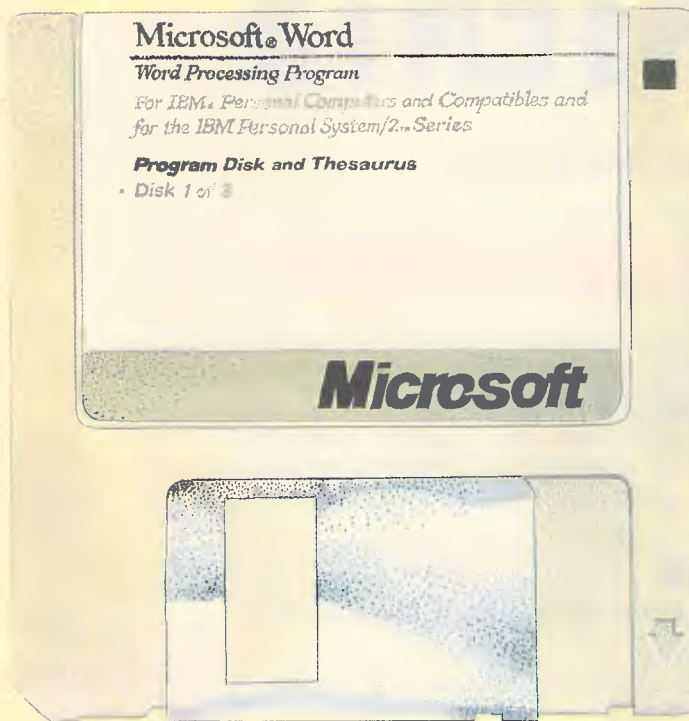 Microsoft® Word
Word Processing Program
For IBM® Personal Computers and Compatibles and
for the IBM Personal System/2™ Series
Program Disk and Thesaurus
• Disk 1 of 3
Microsoft